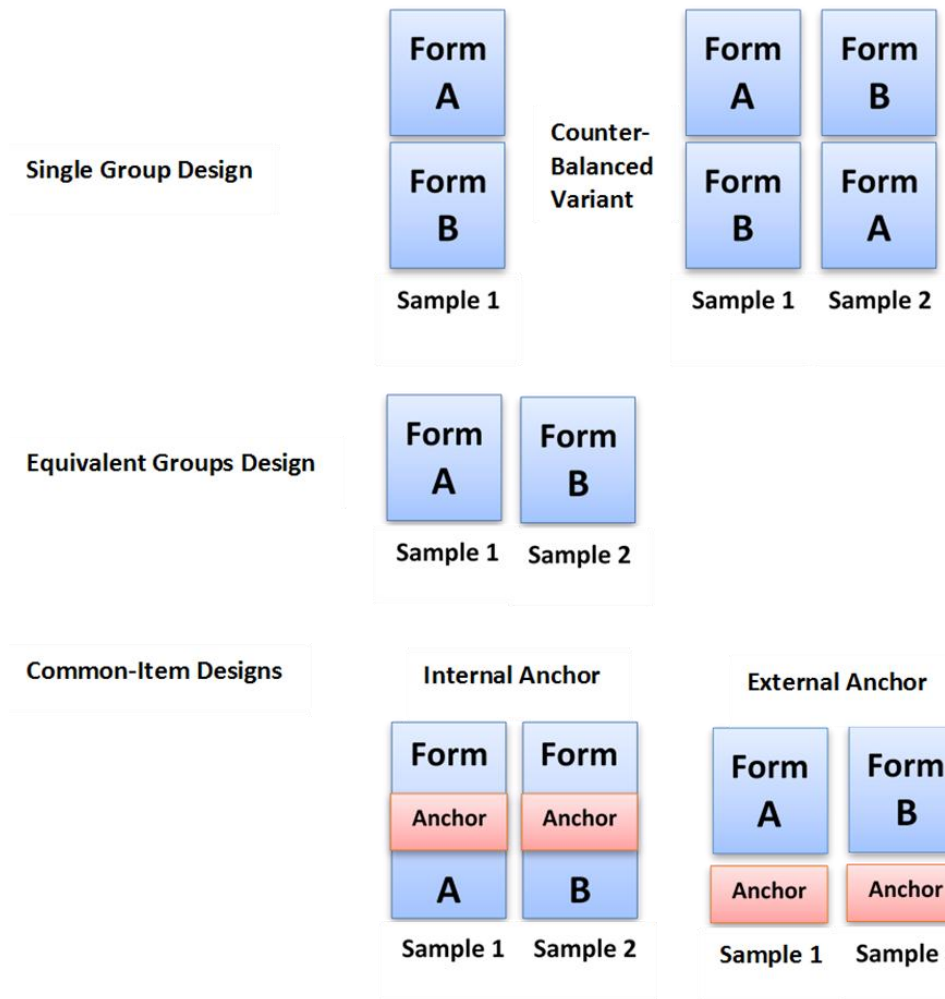 Single Group Design
Form
A
Form
B
Sample 1
Counter-
Balanced
Variant
Form
A
Form
B
Sample 1
Form
B
Form
A
Sample 2
Equivalent Groups Design
Form
A
Sample 1
Form
B
Sample 2
Common-Item Designs
Internal Anchor
Form
Anchor
A
Sample 1
Form
Anchor
B
Sample 2
External Anchor
Form
A
Anchor
Sample 1
Form
B
Anchor
Sample